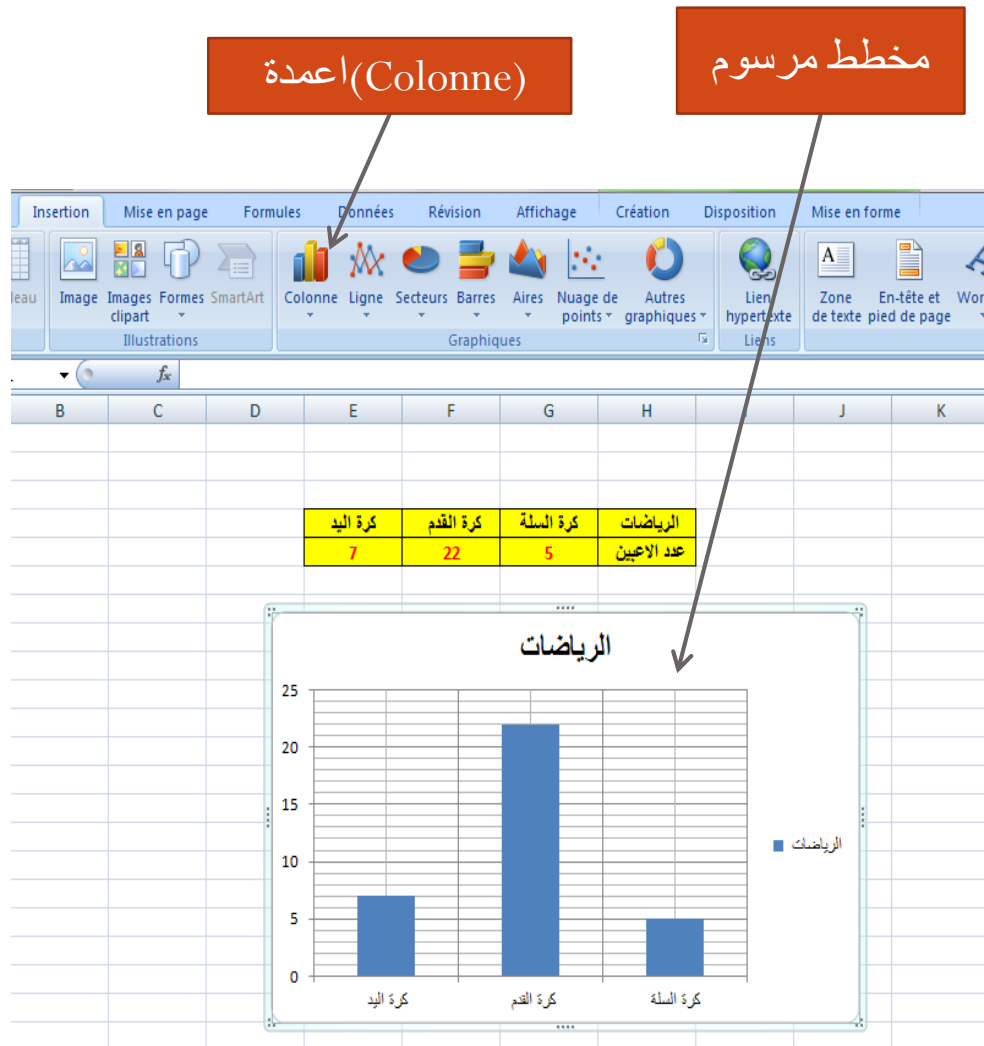 مخطط مرسوم
اعمدة(Colonne)
Insertion Mise en page Formules Données Révision Affichage Création Disposition Mise en forme
Image Images clipart Formes SmartArt Colonne Ligne Secteurs Barres Aires Nuage de points Autres graphiques Lien hypertexte Zone de texte En-tête et pied de page
Illustrations Graphiques Liens
fx
B C D E F G H J K
الرياضات كرة السلة كرة القدم كرة اليد
عدد الاعبين 5 22 7
الرياضات
25
20
15
10
5
0
كرة اليد كرة القدم كرة السلة
الرياضات